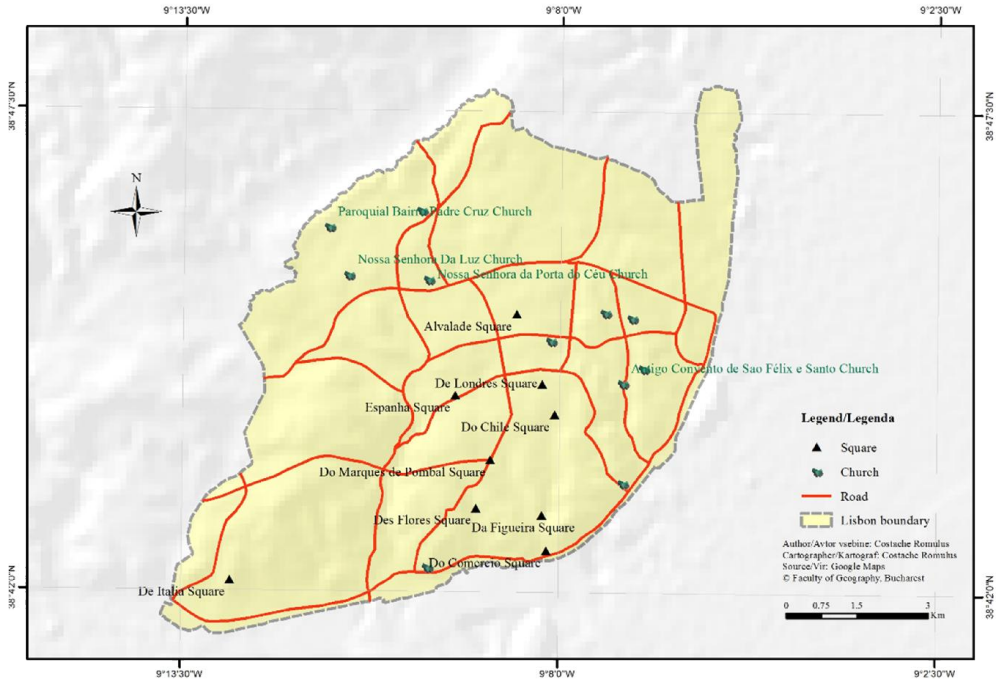 9°13'30"W
9°8'0"W
9°2'30"W
38°47'30"N
38°47'30"N
N
Paroquial Bairro Padre Cruz Church
Nossa Senhora Da Luz Church
Nossa Senhora da Porta do Céu Church
Alvalade Square
Antigo Convento de Sao Félix e Santo Church
De Londres Square
Espanha Square
Do Chile Square
Do Marques de Pombal Square
Des Flores Square
Da Figueira Square
Do Comercio Square
De Italia Square
Legend/Legenda
Square
Church
Road
Lisbon boundary
Author/Avtor vsebine: Costache Romulus
Cartographer/Kartograf: Costache Romulus
Source/Vir: Google Maps
© Faculty of Geography, Bucharest
0 0.75 1.5 3
Km
38°42'0"N
38°42'0"N
9°13'30"W
9°8'0"W
9°2'30"W